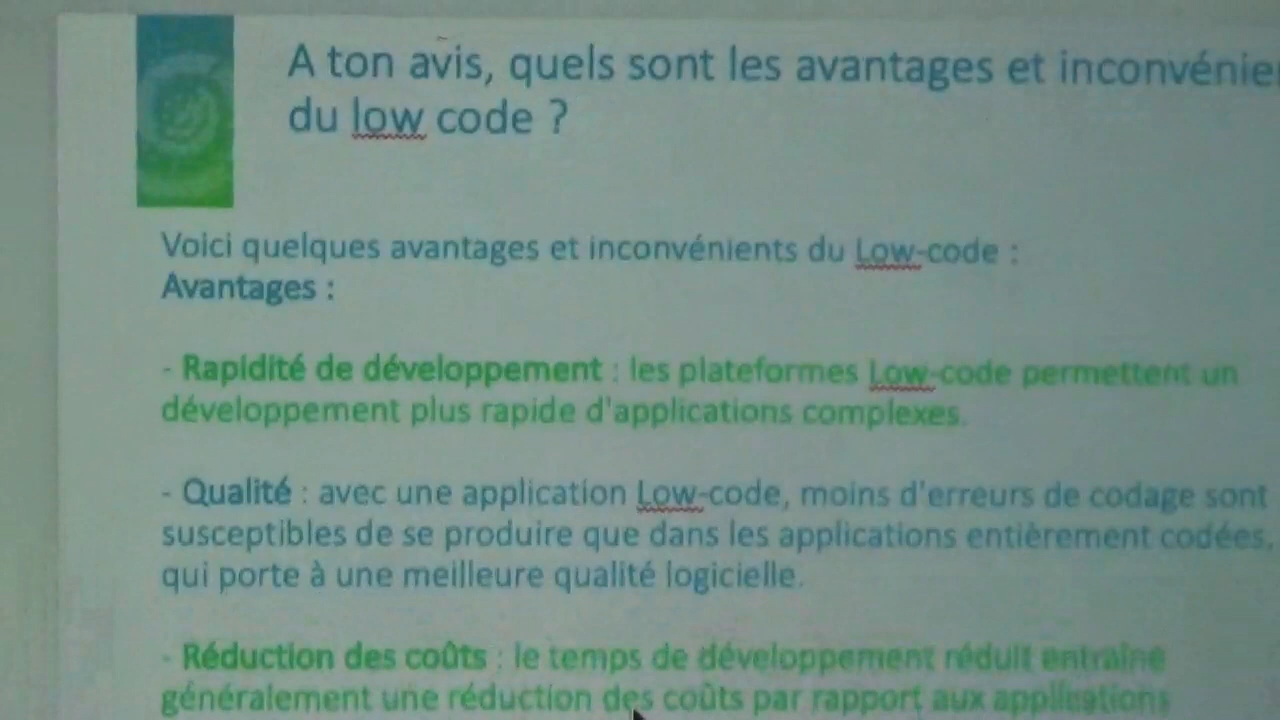 A ton avis, quels sont les avantages et
du low code ?
Voici quelques avantages et inconvénients du Low-code :
Avantages :
- Rapidité de développement : les plateformes Low-code permettent un
développement plus rapide d'applications complexes.
- Qualité : avec une application Low-code, moins d'erreurs de codage sont
susceptibles de se produire que dans les applications entièrement codées,
qui porte à une meilleure qualité logicielle.
- Réduction des coûts : le temps de développement réduit entraîne
généralement une réduction des coûts par rapport aux applications